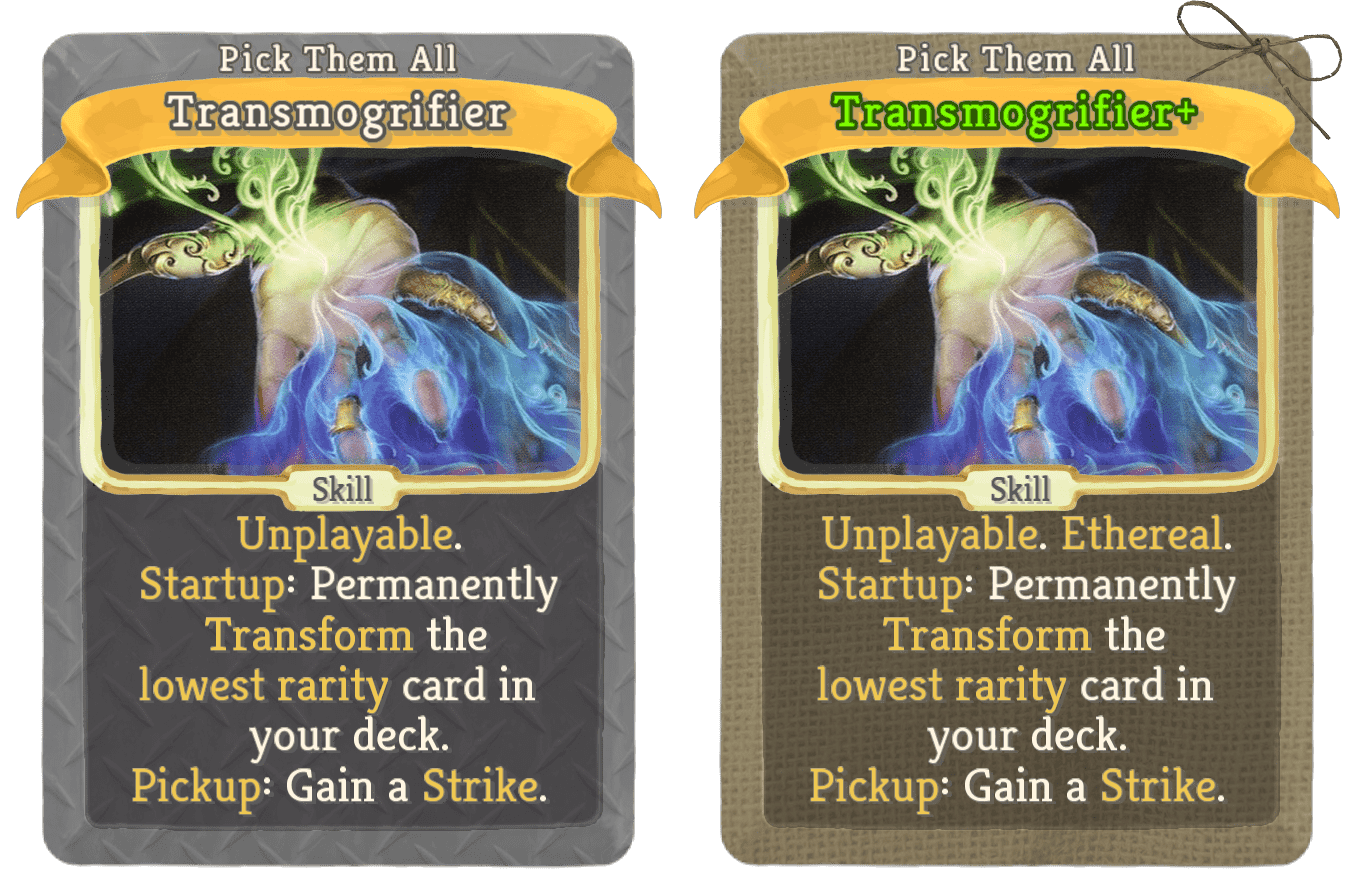 Pick Them All
Transmogrifier
Skill
Unplayable.
Startup: Permanently
Transform the
lowest rarity card in
your deck.
Pickup: Gain a Strike.
Pick Them All
Transmogrifier+
Skill
Unplayable. Ethereal.
Startup: Permanently
Transform the
lowest rarity card in
your deck.
Pickup: Gain a Strike.